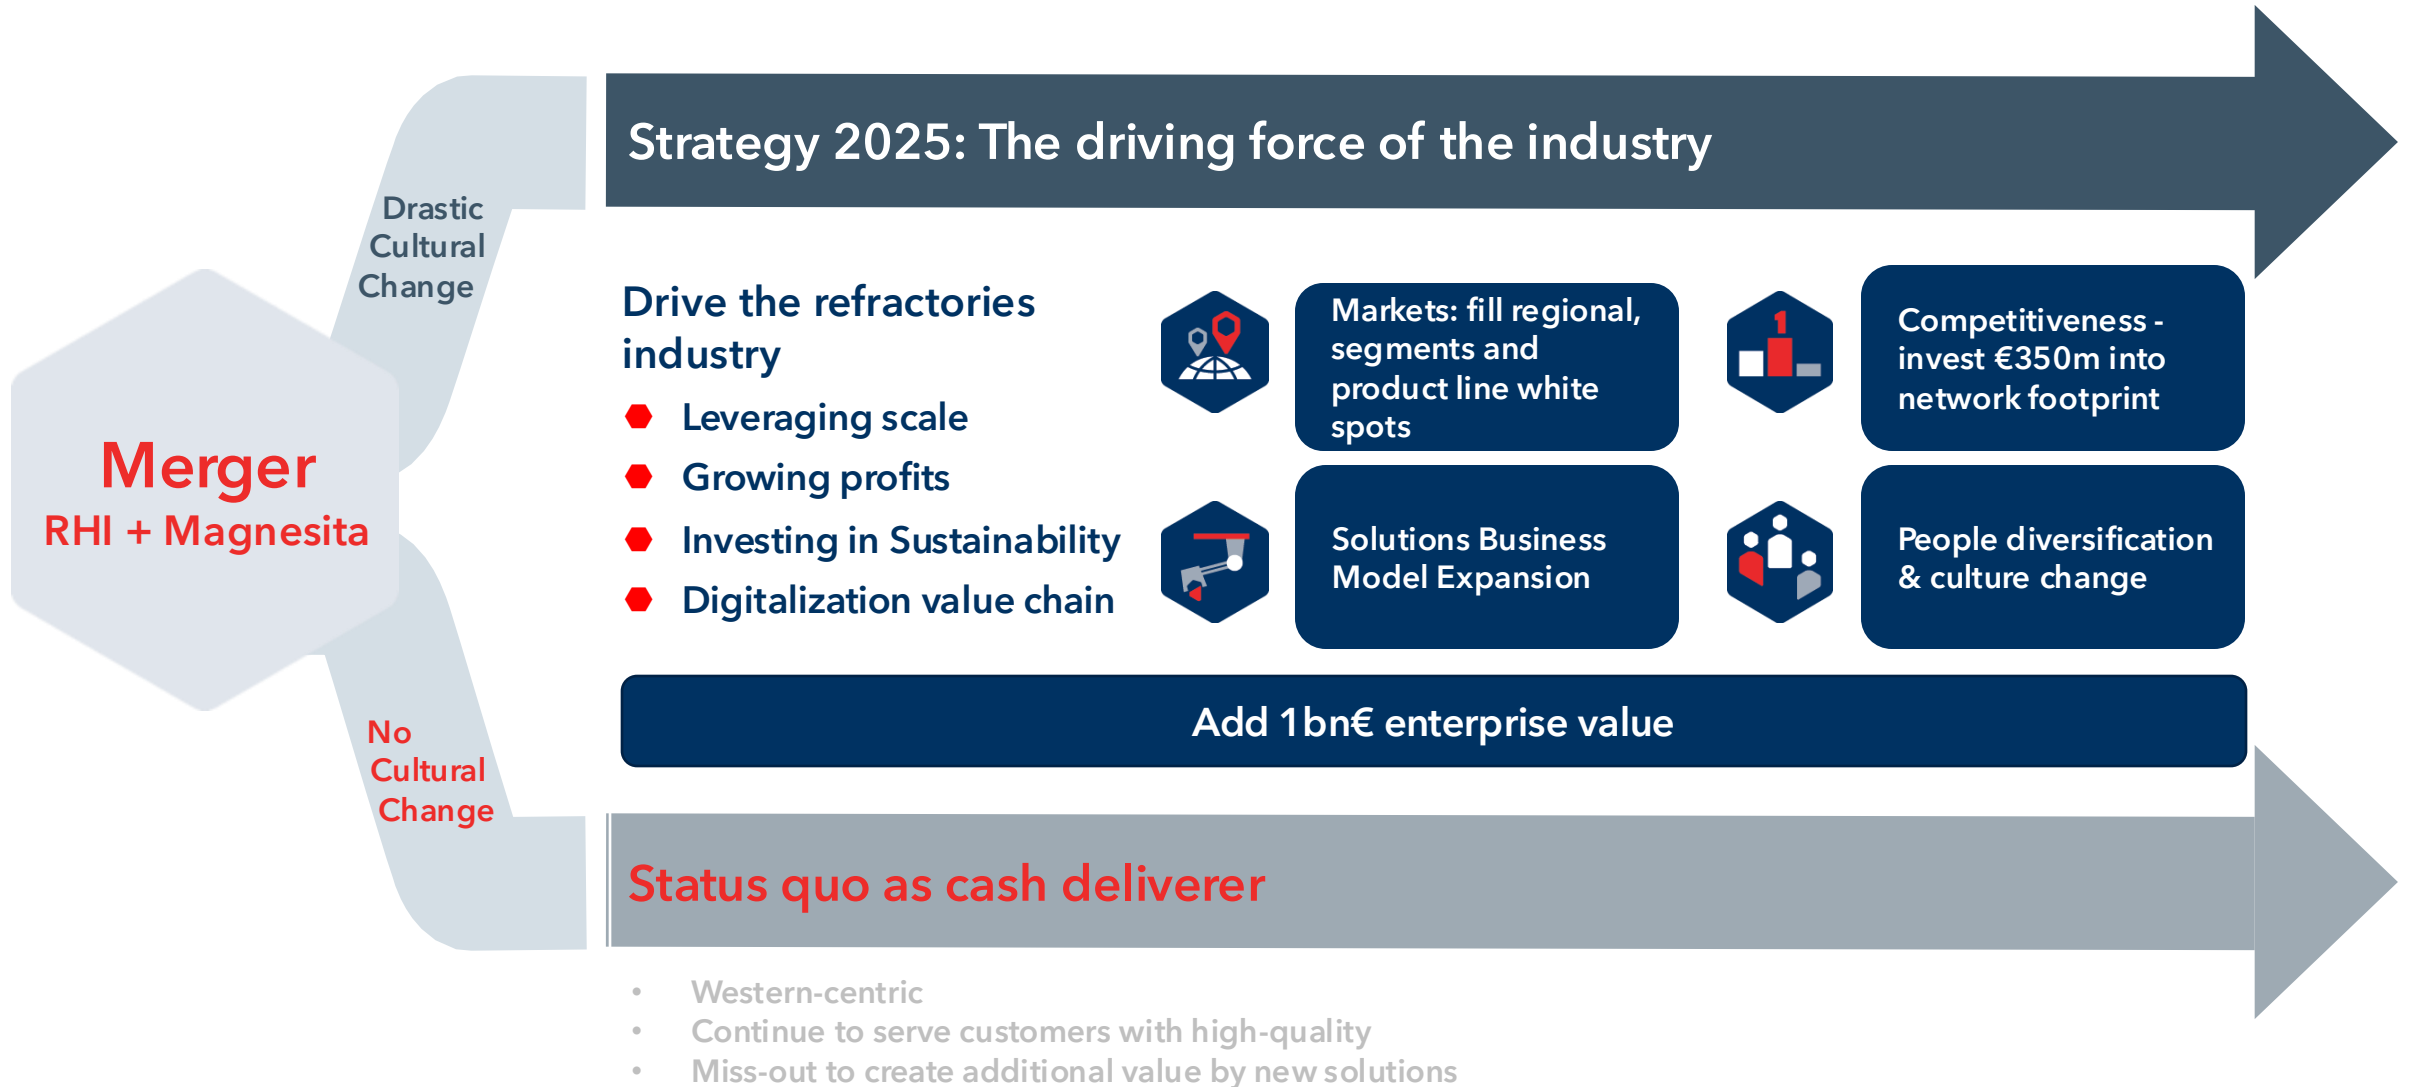 Strategy 2025: The driving force of the industry
Drastic
Cultural
Change
Merger
RHI + Magnesita
No
Cultural
Change
Drive the refractories
industry
Leveraging scale
Growing profits
Investing in Sustainability
Digitalization value chain
Markets: fill regional,
segments and
product line white
spots
1
Competitiveness -
invest €350m into
network footprint
Solutions Business
Model Expansion
People diversification
& culture change
Add 1bn€ enterprise value
Status quo as cash deliverer
• Western-centric
• Continue to serve customers with high-quality
• Miss-out to create additional value by new solutions